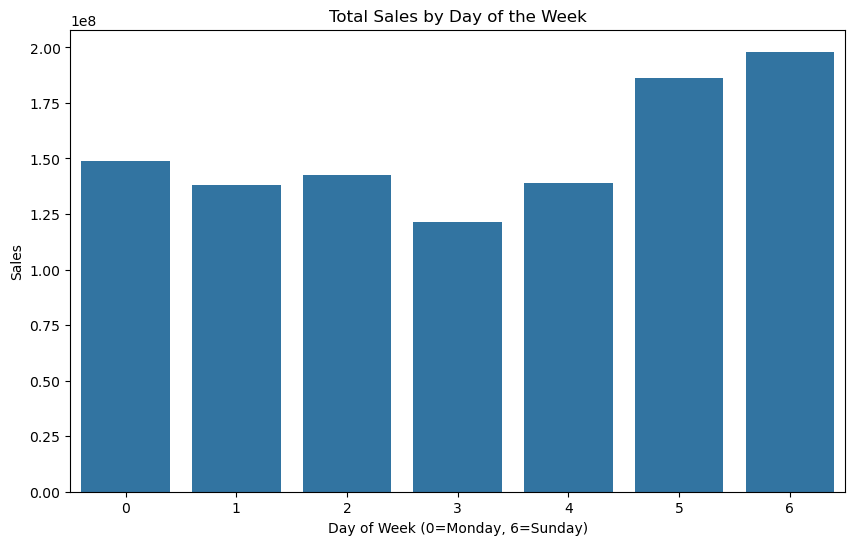 Total Sales by Day of the Week
1e8
2.00
1.75
1.50
1.25
1.00
0.75
0.50
0.25
0.00
Sales
0 1 2 3 4 5 6
Day of Week (0=Monday, 6=Sunday)